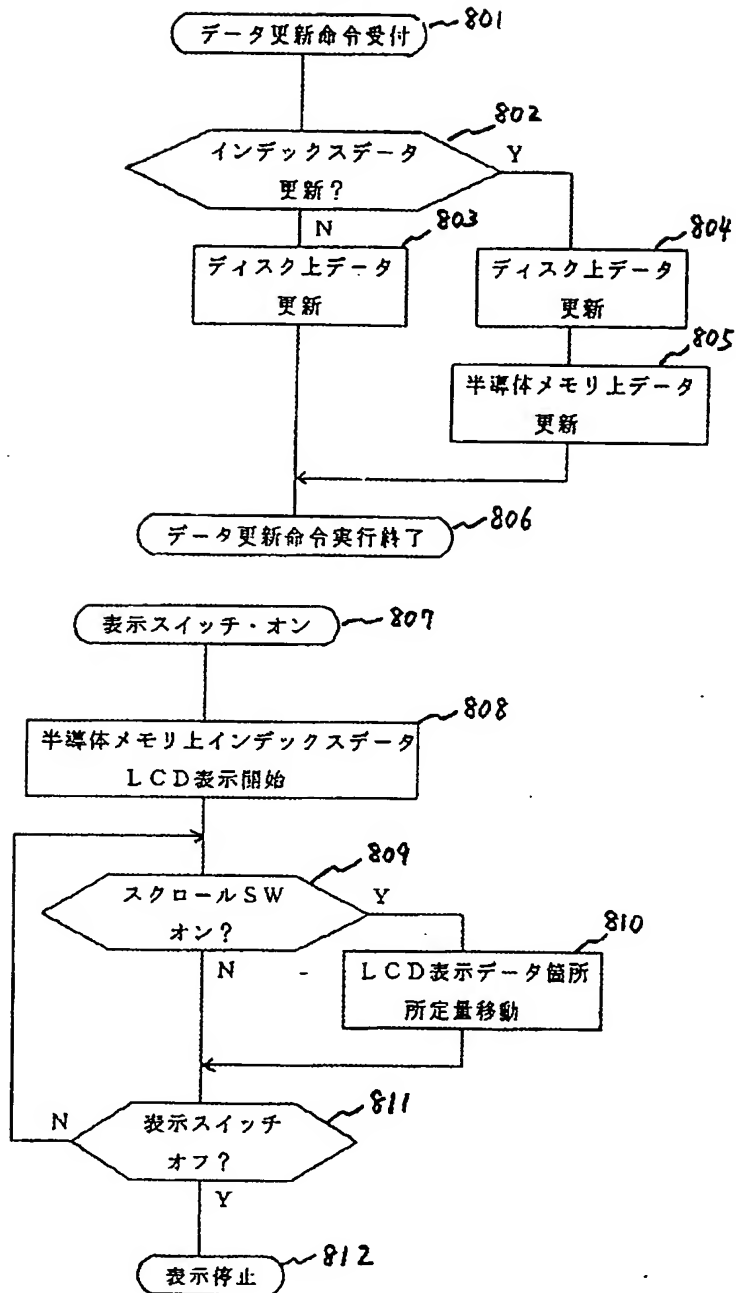 データ更新命令受付
801
802
インデックスデータ
更新?
Y
N
803
ディスク上データ
更新
804
ディスク上データ
更新
805
半導体メモリ上データ
更新
データ更新命令実行終了
806
表示スイッチ・オン
807
808
半導体メモリ上インデックスデータ
LCD表示開始
809
スクロールSW
オン?
Y
N
810
LCD表示データ箇所
所定量移動
811
表示スイッチ
オフ?
N
Y
表示停止
812